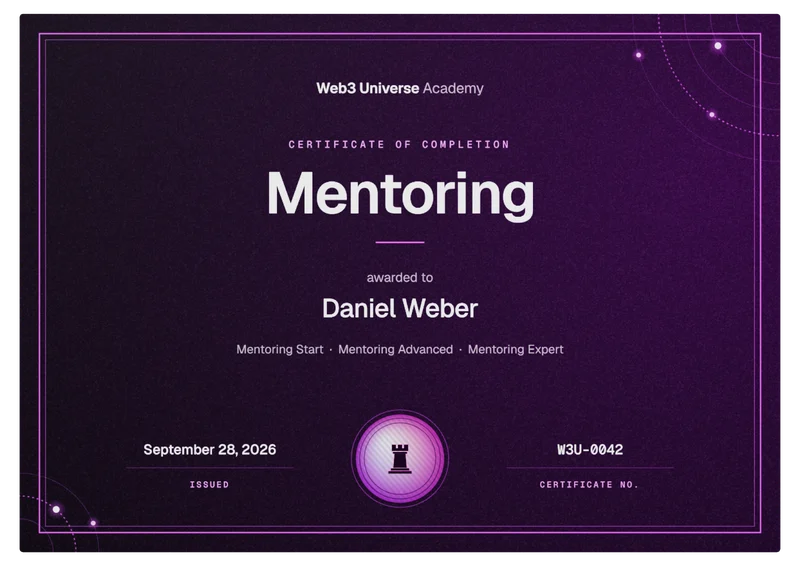 Web3 Universe Academy
CERTIFICATE OF COMPLETION
Mentoring
awarded to
Daniel Weber
Mentoring Start · Mentoring Advanced · Mentoring Expert
September 28, 2026
ISSUED
W3U-0042
CERTIFICATE NO.